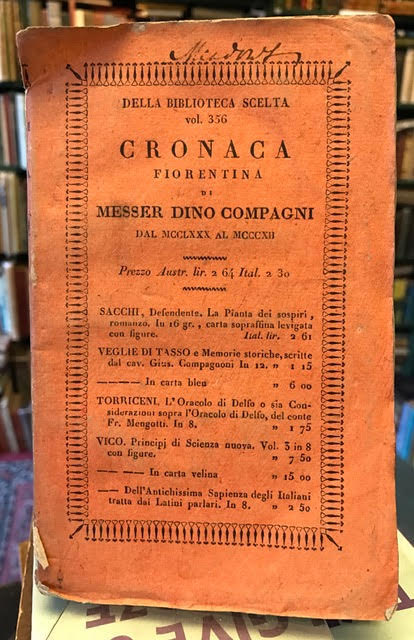 DELLA BIBLIOTECA SCELTA
vol. 356
CRONACA
FIORENTINA
DI
MESSER DINO COMPAGNI
DAL MCCLXXX AL MCCCXII
Prezzo Austr. lir. 2 64 Ital. 2 30
SACCHI, Defendente. La Pianta dei sospiri,
romanzo. In 16 gr., carta soprafina levigata
con figure. Ital. lir. 2 61
VEGLIE DI TASSO e Memorie storiche, scritte
dal cav. Gius. Compagnoni In 12. » 1 15
———— In carta bleu » 6 00
TORRICENI. L'Oracolo di Delfo o sia Con-
siderazioni sopra l'Oracolo di Delfo, del conte
Fr. Mengotti. In 8. » 1 75
VICO. Principj di Scienza nuova. Vol. 3 in 8
con figure. » 7 50
———— In carta velina » 15 00
—— Dell'Antichissima Sapienza degli Italiani
tratta dai Latini parlari. In 8. » 2 50
GIVE